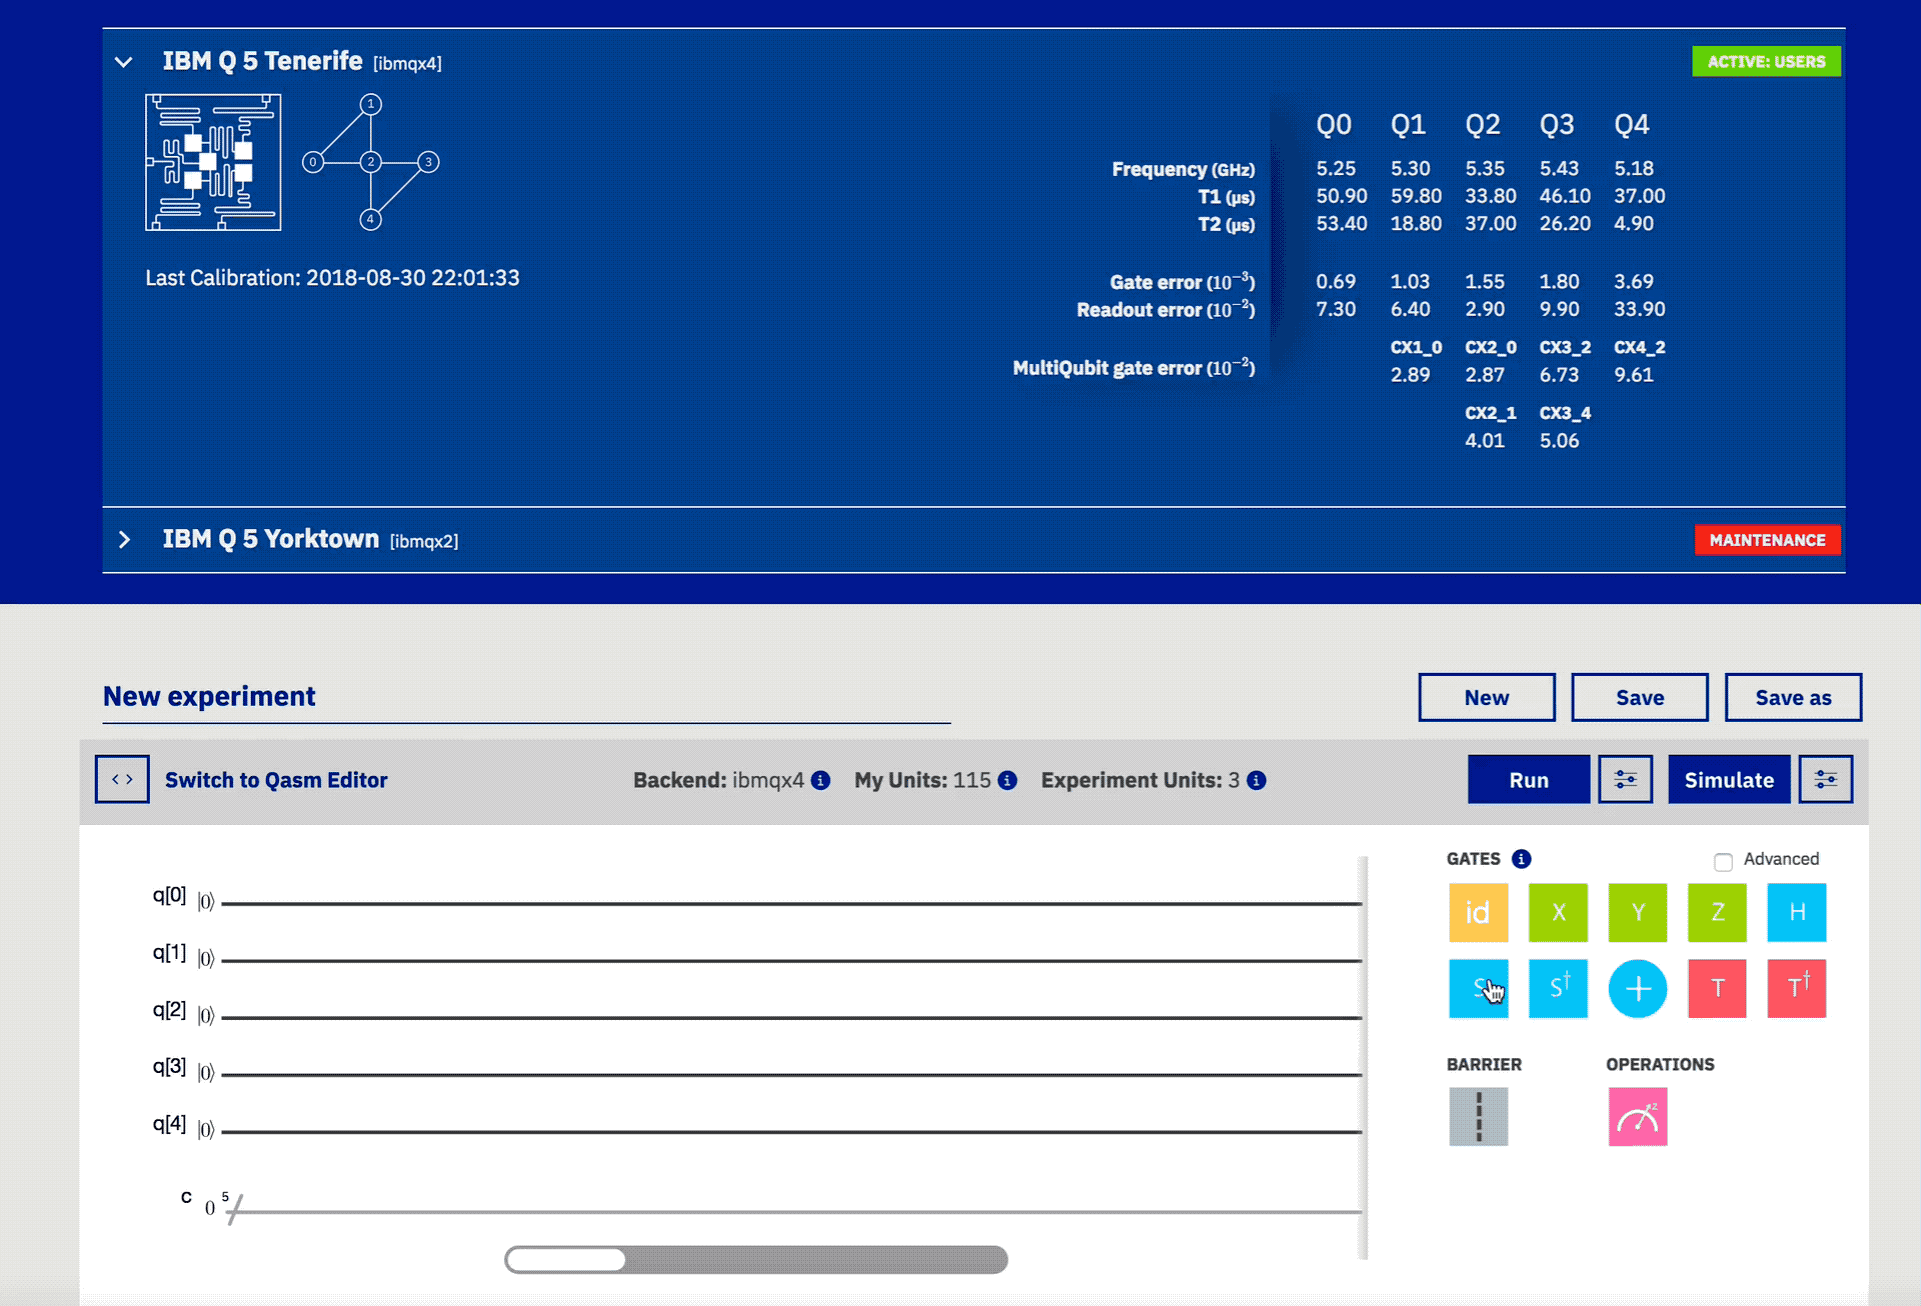 IBM Q 5 Tenerife [ibmqx4]
ACTIVE: USERS
1
0 2 3
4
Last Calibration: 2018-08-30 22:01:33
Q0 Q1 Q2 Q3 Q4
Frequency (GHz) 5.25 5.30 5.35 5.43 5.18
T1 (µs) 50.90 59.80 33.80 46.10 37.00
T2 (µs) 53.40 18.80 37.00 26.20 4.90
Gate error (10⁻³) 0.69 1.03 1.55 1.80 3.69
Readout error (10⁻²) 7.30 6.40 2.90 9.90 33.90
CX1_0 CX2_0 CX3_2 CX4_2
MultiQubit gate error (10⁻²) 2.89 2.87 6.73 9.61
CX2_1 CX3_4
4.01 5.06
IBM Q 5 Yorktown [ibmqx2]
MAINTENANCE
New experiment
New Save Save as
<> Switch to Qasm Editor Backend: ibmqx4 i My Units: 115 i Experiment Units: 3 i Run Simulate
GATES i Advanced
id X Y Z H
S S† + T T†
BARRIER OPERATIONS
z
q[0] |0⟩
q[1] |0⟩
q[2] |0⟩
q[3] |0⟩
q[4] |0⟩
c 0 5